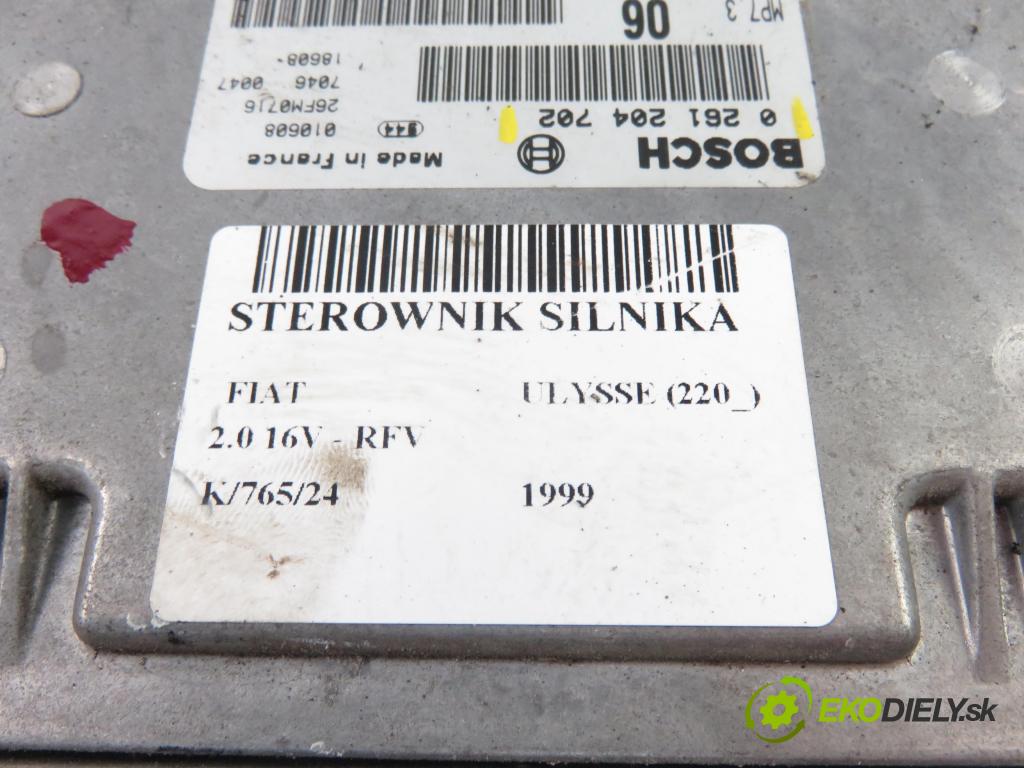 MP7.3
06
18608-
7046 0047
0 261 204 702
26FM0716
010608
BOSCH
Made in France
STEROWNIK SILNIKA
FIAT ULYSSE (220_)
2.0 16V - RFV
K/765/24 1999
EKODIELY.sk